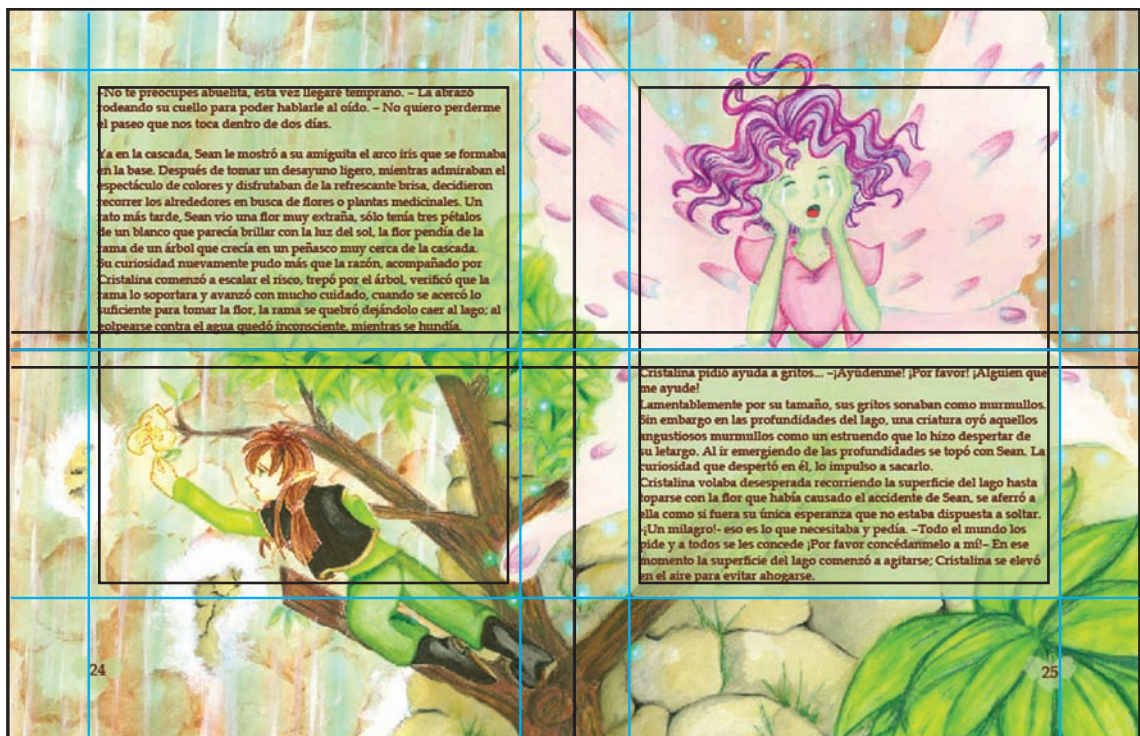 -No te preocupes abuelita, ésta vez llegaré temprano. – La abrazó
rodeando su cuello para poder hablarle al oído. – No quiero perderme
el paseo que nos toca dentro de dos días.
Ya en la cascada, Sean le mostró a su amiguita el arco iris que se formaba
en la base. Después de tomar un desayuno ligero, mientras admiraban el
espectáculo de colores y disfrutaban de la refrescante brisa, decidieron
recorrer los alrededores en busca de flores o plantas medicinales. Un
rato más tarde, Sean vio una flor muy extraña, sólo tenía tres pétalos
de un blanco que parecía brillar con la luz del sol, la flor pendía de la
rama de un árbol que crecía en un peñasco muy cerca de la cascada.
Su curiosidad nuevamente pudo más que la razón, acompañado por
Cristalina comenzó a escalar el risco, trepó por el árbol, verificó que la
rama lo soportara y avanzó con mucho cuidado, cuando se acercó lo
suficiente para tomar la flor, la rama se quebró dejándolo caer al lago; al
golpearse contra el agua quedó inconsciente, mientras se hundía.
24
Cristalina pidió ayuda a gritos... –¡Ayúdenme! ¡Por favor! ¡Alguien que
me ayude!
Lamentablemente por su tamaño, sus gritos sonaban como murmullos.
Sin embargo en las profundidades del lago, una criatura oyó aquellos
angustiosos murmullos como un estruendo que lo hizo despertar de
su letargo. Al ir emergiendo de las profundidades se topó con Sean. La
curiosidad que despertó en él, lo impulso a sacarlo.
Cristalina volaba desesperada recorriendo la superficie del lago hasta
toparse con la flor que había causado el accidente de Sean, se aferró a
ella como si fuera su única esperanza que no estaba dispuesta a soltar.
-¡Un milagro!- eso es lo que necesitaba y pedía. –Todo el mundo los
pide y a todos se les concede ¡Por favor concédanmelo a mí!– En ese
momento la superficie del lago comenzó a agitarse; Cristalina se elevó
en el aire para evitar ahogarse.
25